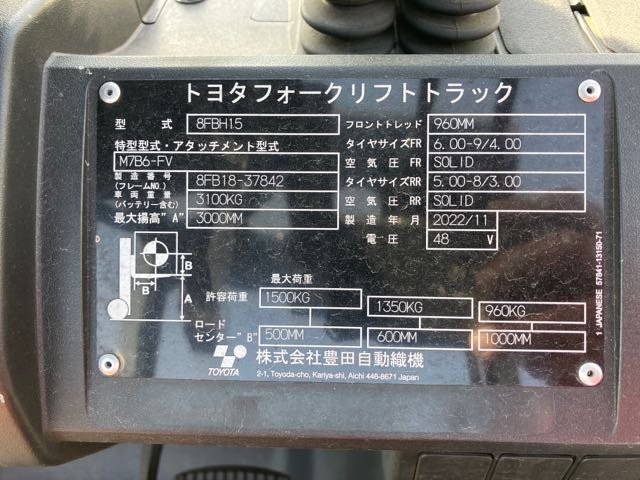 トヨタフォークリフトトラック
型式 8FBH15 フロントトレッド 960MM
特型型式・アタッチメント型式 タイヤサイズFR 6.00-9/4.00
M7B6-FV 空気圧 FR SOLID
製造番号 (フレームNO.) 8FB18-37842 タイヤサイズRR 5.00-8/3.00
車両重量 (バッテリー含む) 3100KG 空気圧 RR SOLID
最大揚高"A" 3000MM 製造年月 2022/11
電圧 48 V
B
B
A
最大荷重
許容荷重 1500KG 1350KG 960KG
ロード
センター"B" 500MM 600MM 1000MM
TOYOTA
株式会社豊田自動織機
2-1, Toyoda-cho, Kariya-shi, Aichi 448-8671 Japan
1 JAPANESE 57841-13150-71